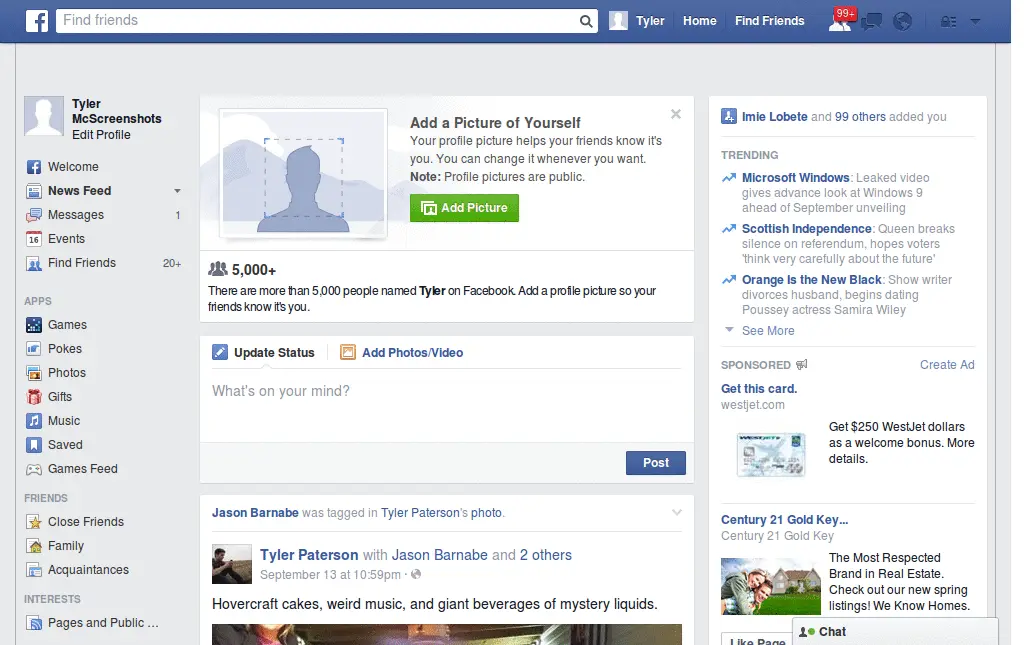 Find friends
Tyler
Home
Find Friends
99+
Tyler
McScreenshots
Edit Profile
Welcome
News Feed
Messages 1
16 Events
Find Friends 20+
APPS
Games
Pokes
Photos
Gifts
Music
Saved
Games Feed
FRIENDS
Close Friends
Family
Acquaintances
INTERESTS
Pages and Public ...
Add a Picture of Yourself
Your profile picture helps your friends know it's
you. You can change it whenever you want.
Note: Profile pictures are public.
Add Picture
5,000+
There are more than 5,000 people named Tyler on Facebook. Add a profile picture so your
friends know it's you.
Update Status
Add Photos/Video
What's on your mind?
Post
Jason Barnabe was tagged in Tyler Paterson's photo.
Tyler Paterson with Jason Barnabe and 2 others
September 13 at 10:59pm ·
Hovercraft cakes, weird music, and giant beverages of mystery liquids.
Imie Lobete and 99 others added you
TRENDING
Microsoft Windows: Leaked video
gives advance look at Windows 9
ahead of September unveiling
Scottish Independence: Queen breaks
silence on referendum, hopes voters
'think very carefully about the future'
Orange Is the New Black: Show writer
divorces husband, begins dating
Poussey actress Samira Wiley
See More
SPONSORED
Create Ad
Get this card.
westjet.com
WESTJET
Get $250 WestJet dollars
as a welcome bonus. More
details.
Century 21 Gold Key...
Century 21 Gold Key
The Most Respected
Brand in Real Estate.
Check out our new spring
listings! We Know Homes.
Like Page
Chat